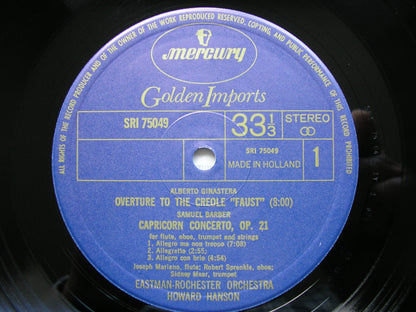 ALL RIGHTS OF THE RECORD PRODUCER AND OF THE OWNER OF THE WORK REPRODUCED RESERVED. COPYING, AND PUBLIC PERFORMANCE OF THIS RECORD PROHIBITED
mercury
Golden Imports
SRI 75049
33 1/3
STEREO
SRI 75049
MADE IN HOLLAND
1
ALBERTO GINASTERA
OVERTURE TO THE CREOLE "FAUST" (8:00)
SAMUEL BARBER
CAPRICORN CONCERTO, OP. 21
for flute, oboe, trumpet and strings
1. Allegro ma non troppo (7:08)
2. Allegretto (2:55)
3. Allegro con brio (4:54)
Joseph Mariano, flute; Robert Sprenkle, oboe;
Sidney Mear, trumpet
EASTMAN-ROCHESTER ORCHESTRA
HOWARD HANSON